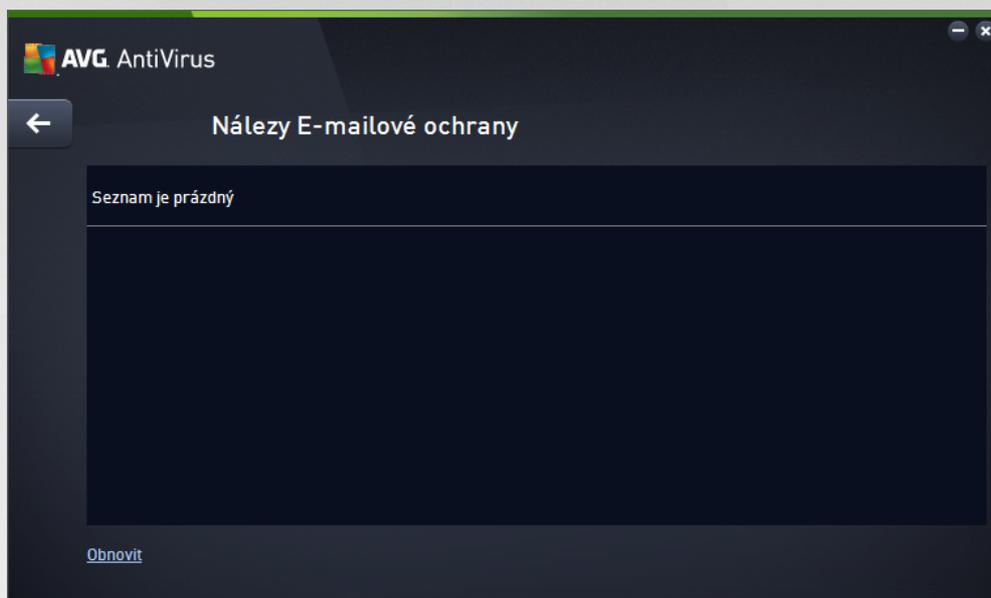 AVG. AntiVirus
Nálezy E-mailové ochrany
Seznam je prázdný
Obnovit